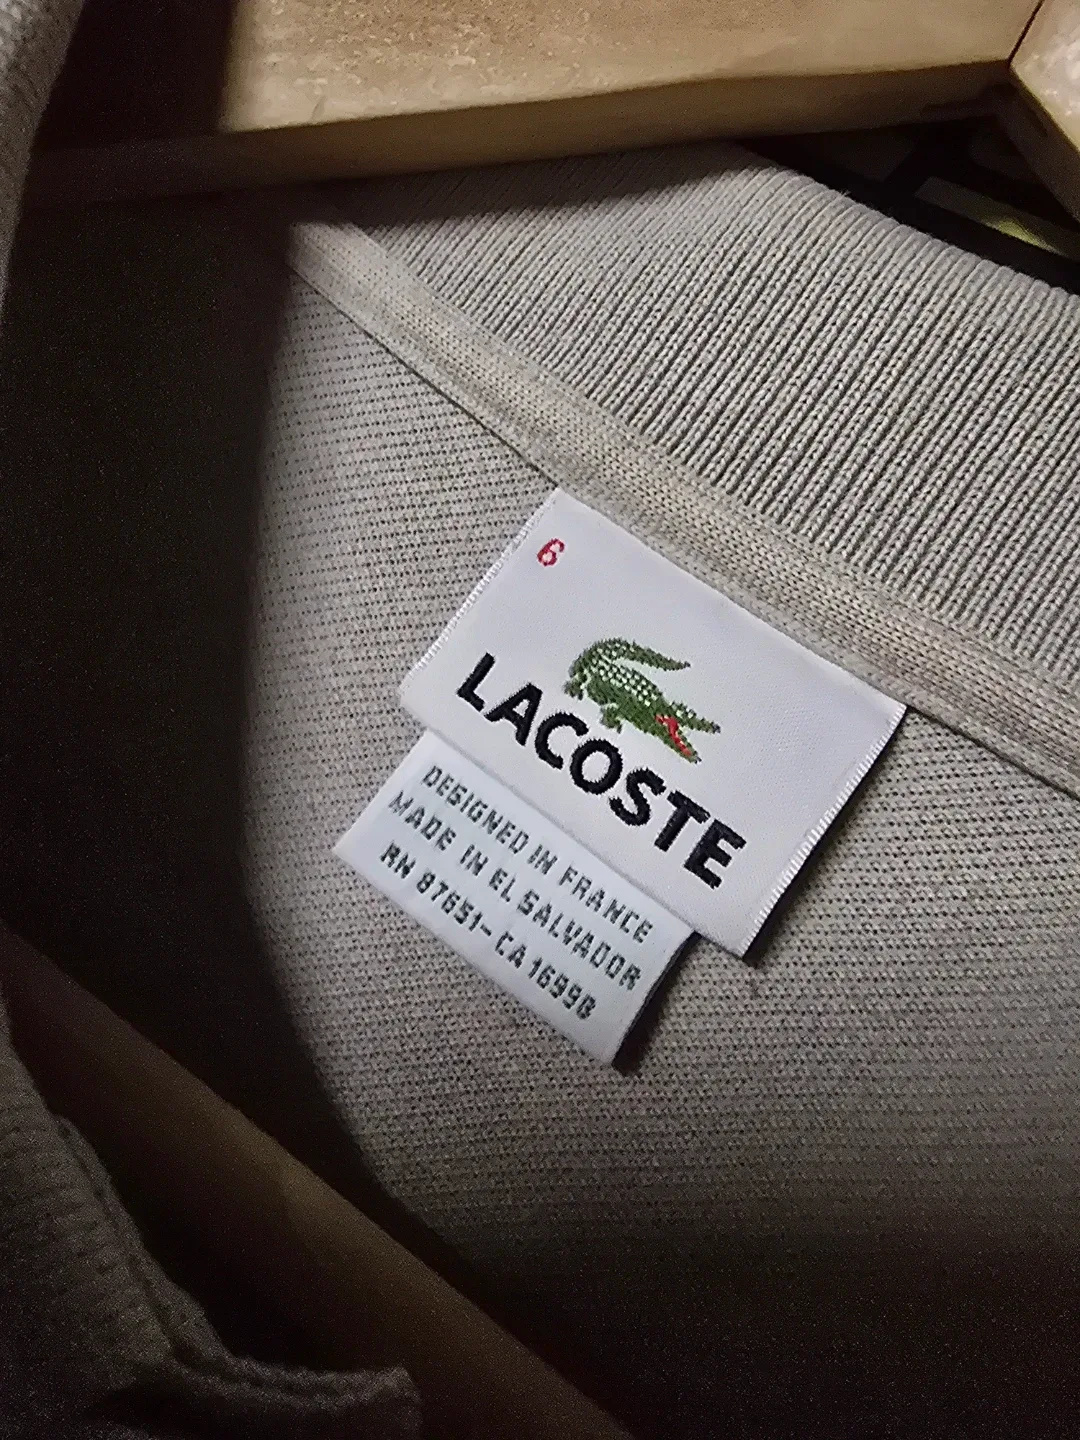 6
LACOSTE
DESIGNED IN FRANCE
MADE IN EL SALVADOR
RN 87651-CA 16998